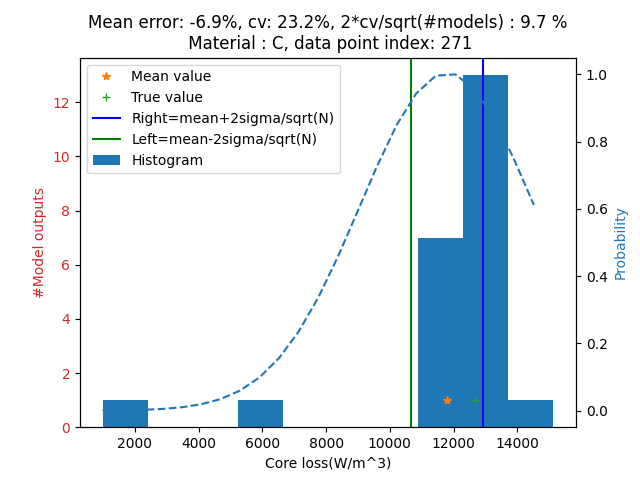 Mean error: -6.9%, cv: 23.2%, 2*cv/sqrt(#models) : 9.7 %
Material : C, data point index: 271
Mean value
True value
Right=mean+2sigma/sqrt(N)
Left=mean-2sigma/sqrt(N)
Histogram
#Model outputs
0
2
4
6
8
10
12
2000 4000 6000 8000 10000 12000 14000
Core loss(W/m^3)
0.0
0.2
0.4
0.6
0.8
1.0
Probability